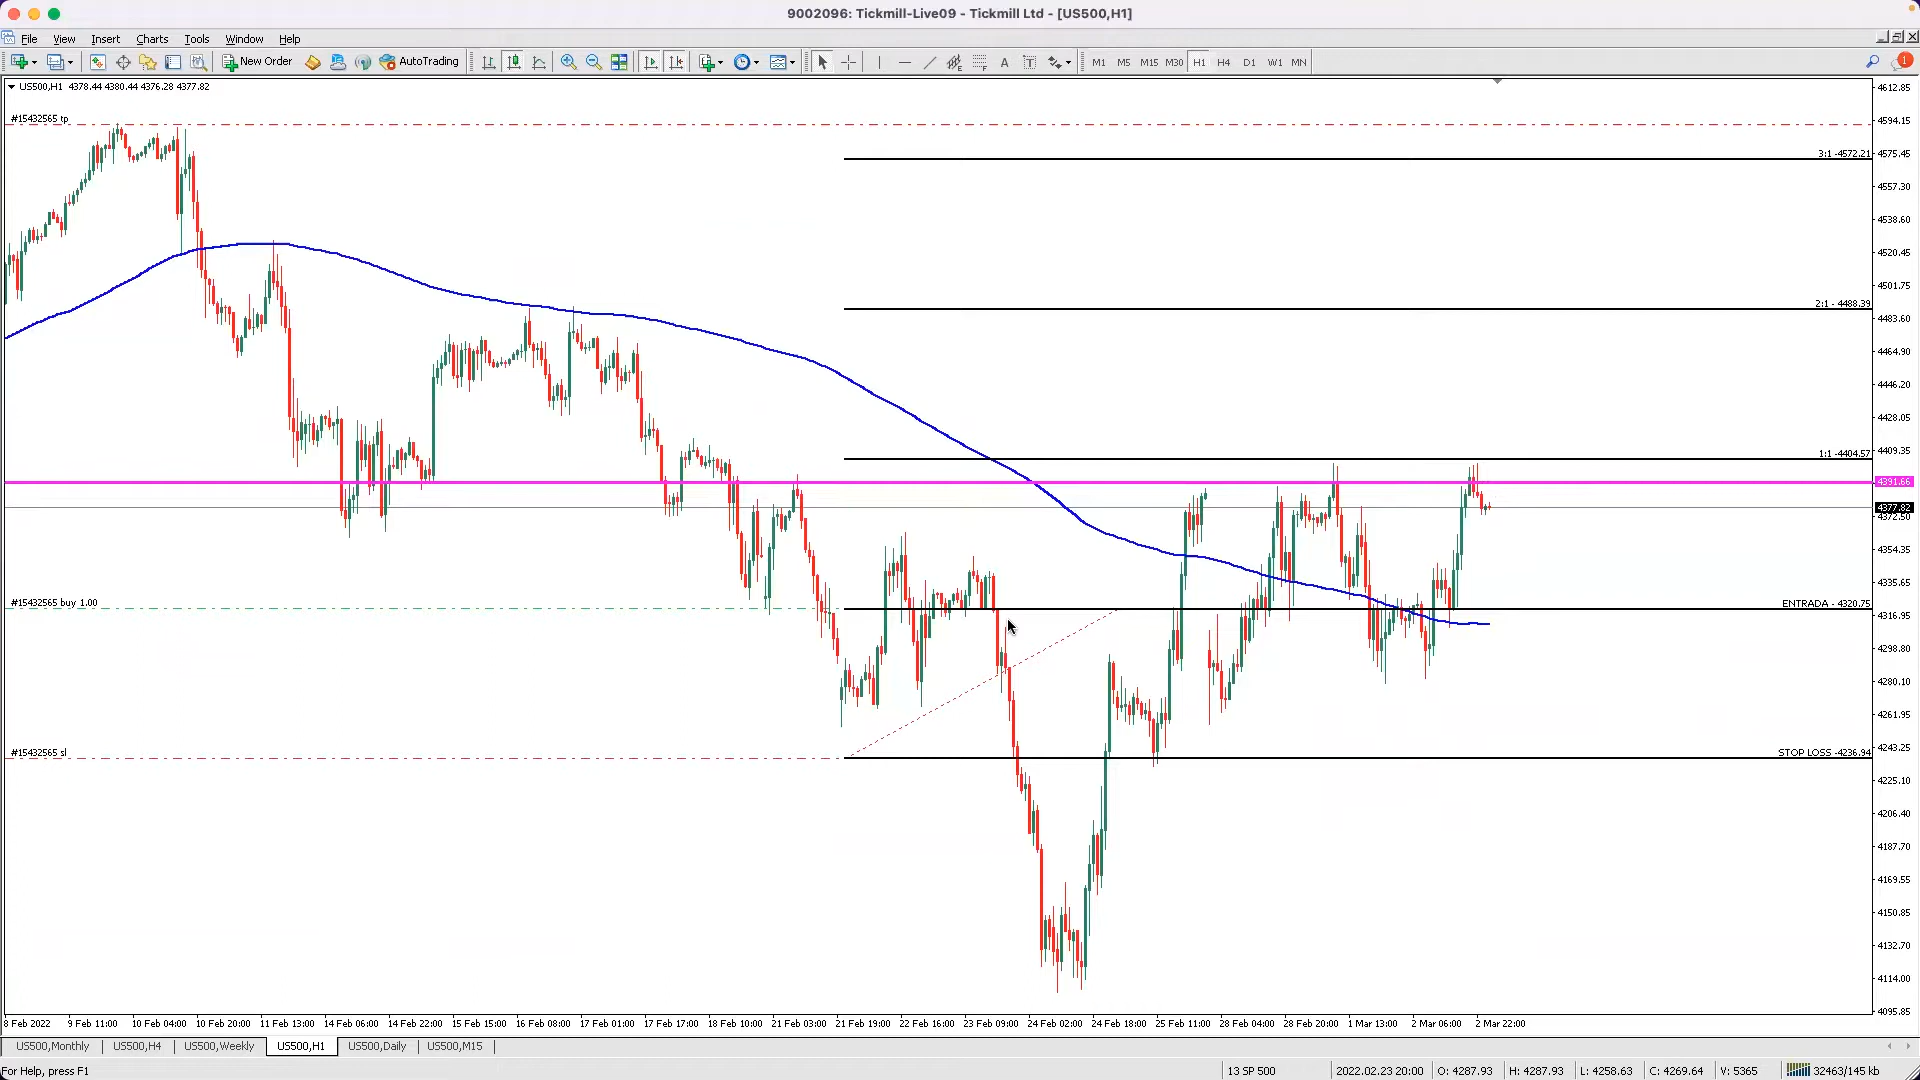 9002096: Tickmill-Live09 - Tickmill Ltd - [US500,H1]
File View Insert Charts Tools Window Help
New Order AutoTrading A T M1 M5 M15 M30 H1 H4 D1 W1 MN 1
US500,H1 4378.44 4380.44 4376.28 4377.82
4612.85
#15432565 tp
4594.15
3:1 -4572.21
4575.45
4557.30
4538.60
4520.45
4501.75
2:1 - 4488.39
4483.60
4464.90
4446.20
4428.05
1:1 -4404.57
4409.35
4391.66
4377.82
4372.50
4354.35
4335.65
#15432565 buy 1.00
ENTRADA - 4320.75
4316.95
4298.80
4280.10
4261.95
#15432565 sl
STOP LOSS -4236.94
4243.25
4225.10
4206.40
4187.70
4169.55
4150.85
4132.70
4114.00
4095.85
8 Feb 2022 9 Feb 11:00 10 Feb 04:00 10 Feb 20:00 11 Feb 13:00 14 Feb 06:00 14 Feb 22:00 15 Feb 15:00 16 Feb 08:00 17 Feb 01:00 17 Feb 17:00 18 Feb 10:00 21 Feb 03:00 21 Feb 19:00 22 Feb 16:00 23 Feb 09:00 24 Feb 02:00 24 Feb 18:00 25 Feb 11:00 28 Feb 04:00 28 Feb 20:00 1 Mar 13:00 2 Mar 06:00 2 Mar 22:00
US500,Monthly US500,H4 US500,Weekly US500,H1 US500,Daily US500,M15
For Help, press F1 13 SP 500 2022.02.23 20:00 O: 4287.93 H: 4287.93 L: 4258.63 C: 4269.64 V: 5365 32463/145 kb